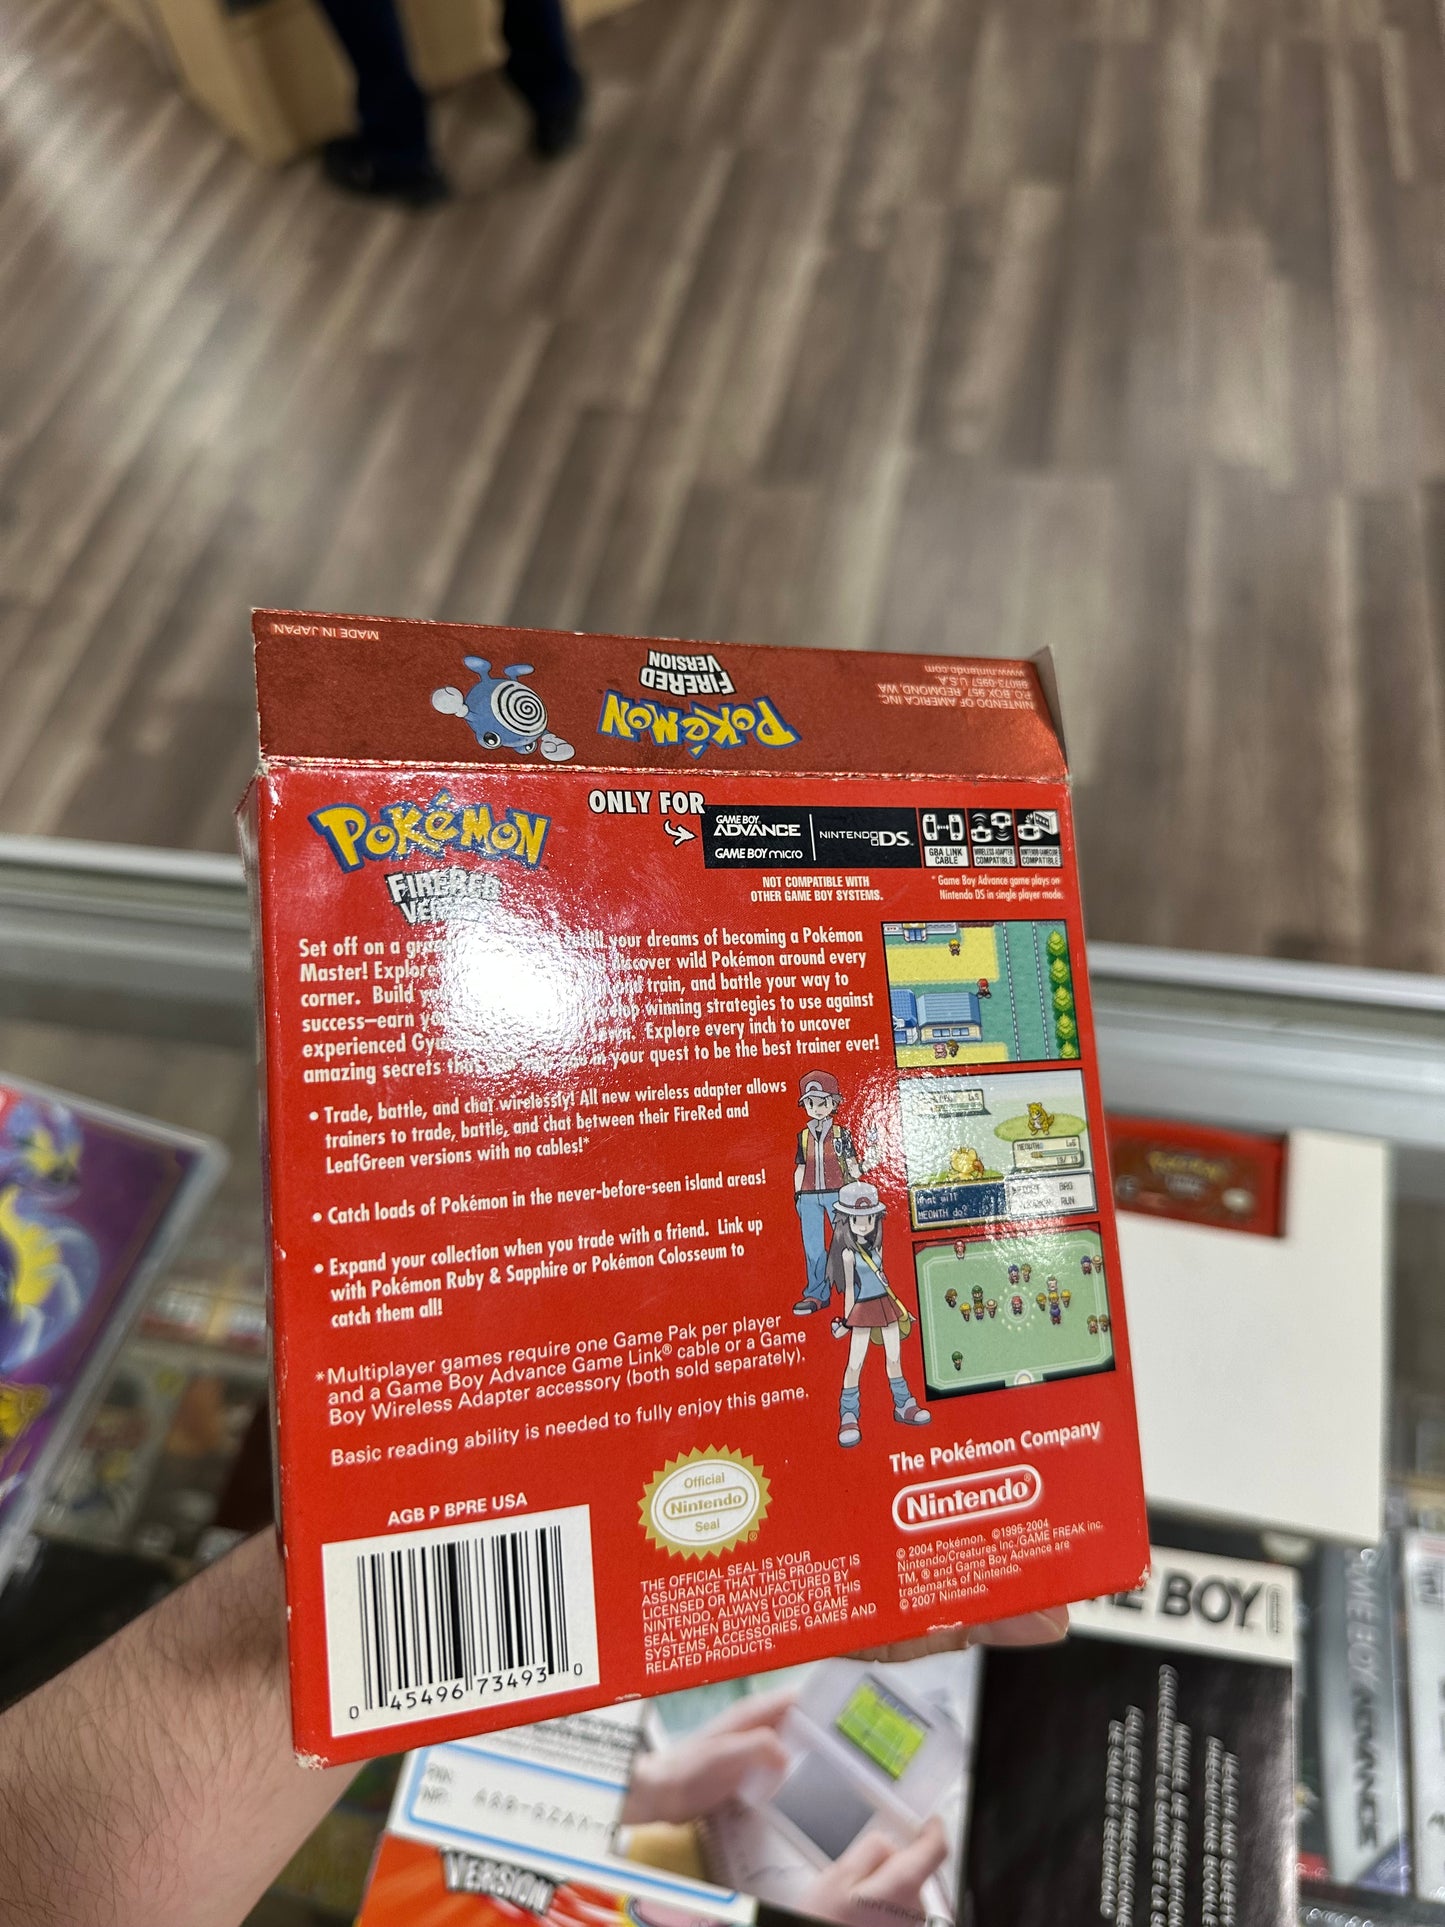 MADE IN JAPAN
POKéMON
FIRERED
VERSION
NINTENDO OF AMERICA INC.
P.O. BOX 957, REDMOND, WA
98073-0957 U.S.A.
www.nintendo.com
POKéMON
FIRERED
ONLY FOR
GAME BOY
ADVANCE
GAME BOY micro
NINTENDO DS
GBA LINK
CABLE
WIRELESS ADAPTER
COMPATIBLE
NINTENDO GAMECUBE
COMPATIBLE
NOT COMPATIBLE WITH
OTHER GAME BOY SYSTEMS.
* Game Boy Advance game plays on
Nintendo DS in single player mode.
Set off on a your dreams of becoming a Pokémon
Master! Explore wild Pokémon around every
corner. Build train, and battle your way to
success–earn winning strategies to use against
experienced Explore every inch to uncover
amazing secrets in your quest to be the best trainer ever!
• Trade, battle, and chat wirelessly! All new wireless adapter allows
trainers to trade, battle, and chat between their FireRed and
LeafGreen versions with no cables!*
• Catch loads of Pokémon in the never-before-seen island areas!
• Expand your collection when you trade with a friend. Link up
with Pokémon Ruby & Sapphire or Pokémon Colosseum to
catch them all!
*Multiplayer games require one Game Pak per player
and a Game Boy Advance Game Link® cable or a Game
Boy Wireless Adapter accessory (both sold separately).
Basic reading ability is needed to fully enjoy this game.
MEOWTH
What will
MEOWTH do?
BAG
RUN
AGB P BPRE USA
0 45496 73493 0
Official
Nintendo
Seal
®
THE OFFICIAL SEAL IS YOUR
ASSURANCE THAT THIS PRODUCT IS
LICENSED OR MANUFACTURED BY
NINTENDO. ALWAYS LOOK FOR THIS
SEAL WHEN BUYING VIDEO GAME
SYSTEMS, ACCESSORIES, GAMES AND
RELATED PRODUCTS.
The Pokémon Company
Nintendo®
© 2004 Pokémon. ©1995-2004
Nintendo/Creatures Inc./GAME FREAK inc.
TM, ® and Game Boy Advance are
trademarks of Nintendo.
© 2007 Nintendo.
BOY
GAME BOY ADVANCE
VERSION